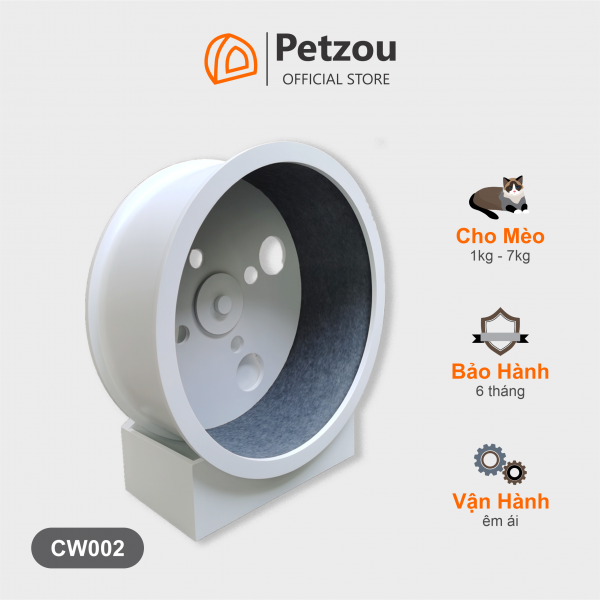 Petzou
OFFICIAL STORE
Cho Mèo
1kg - 7kg
Bảo Hành
6 tháng
Vận Hành
êm ái
CW002